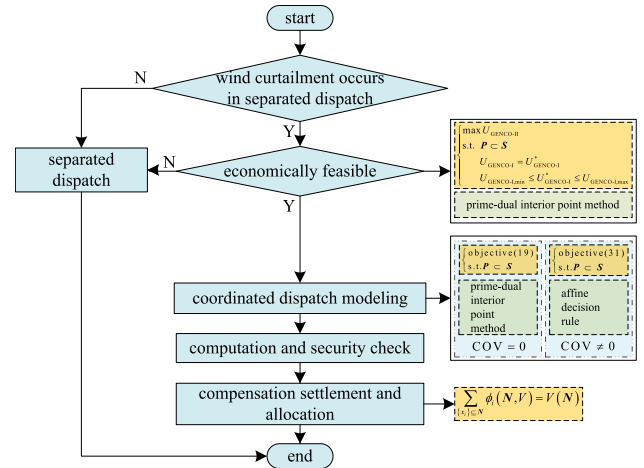 start
wind curtailment occurs
in separated dispatch
N
Y
separated
dispatch
N
economically feasible
Y
max U_GENCO-II
s.t. P ⊂ S
U_GENCO-I = U*_GENCO-I
U_GENCO-I,min ≤ U*_GENCO-I ≤ U_GENCO-I,max
prime-dual interior point method
coordinated dispatch modeling
{objective(19)
s.t. P ⊂ S
prime-dual
interior
point
method
COV = 0
{objective(31)
s.t. P ⊂ S
affine
decision
rule
COV ≠ 0
computation and security check
compensation settlement and
allocation
∑ ϕ_i(N,V) = V(N)
{x_i}⊆N
end